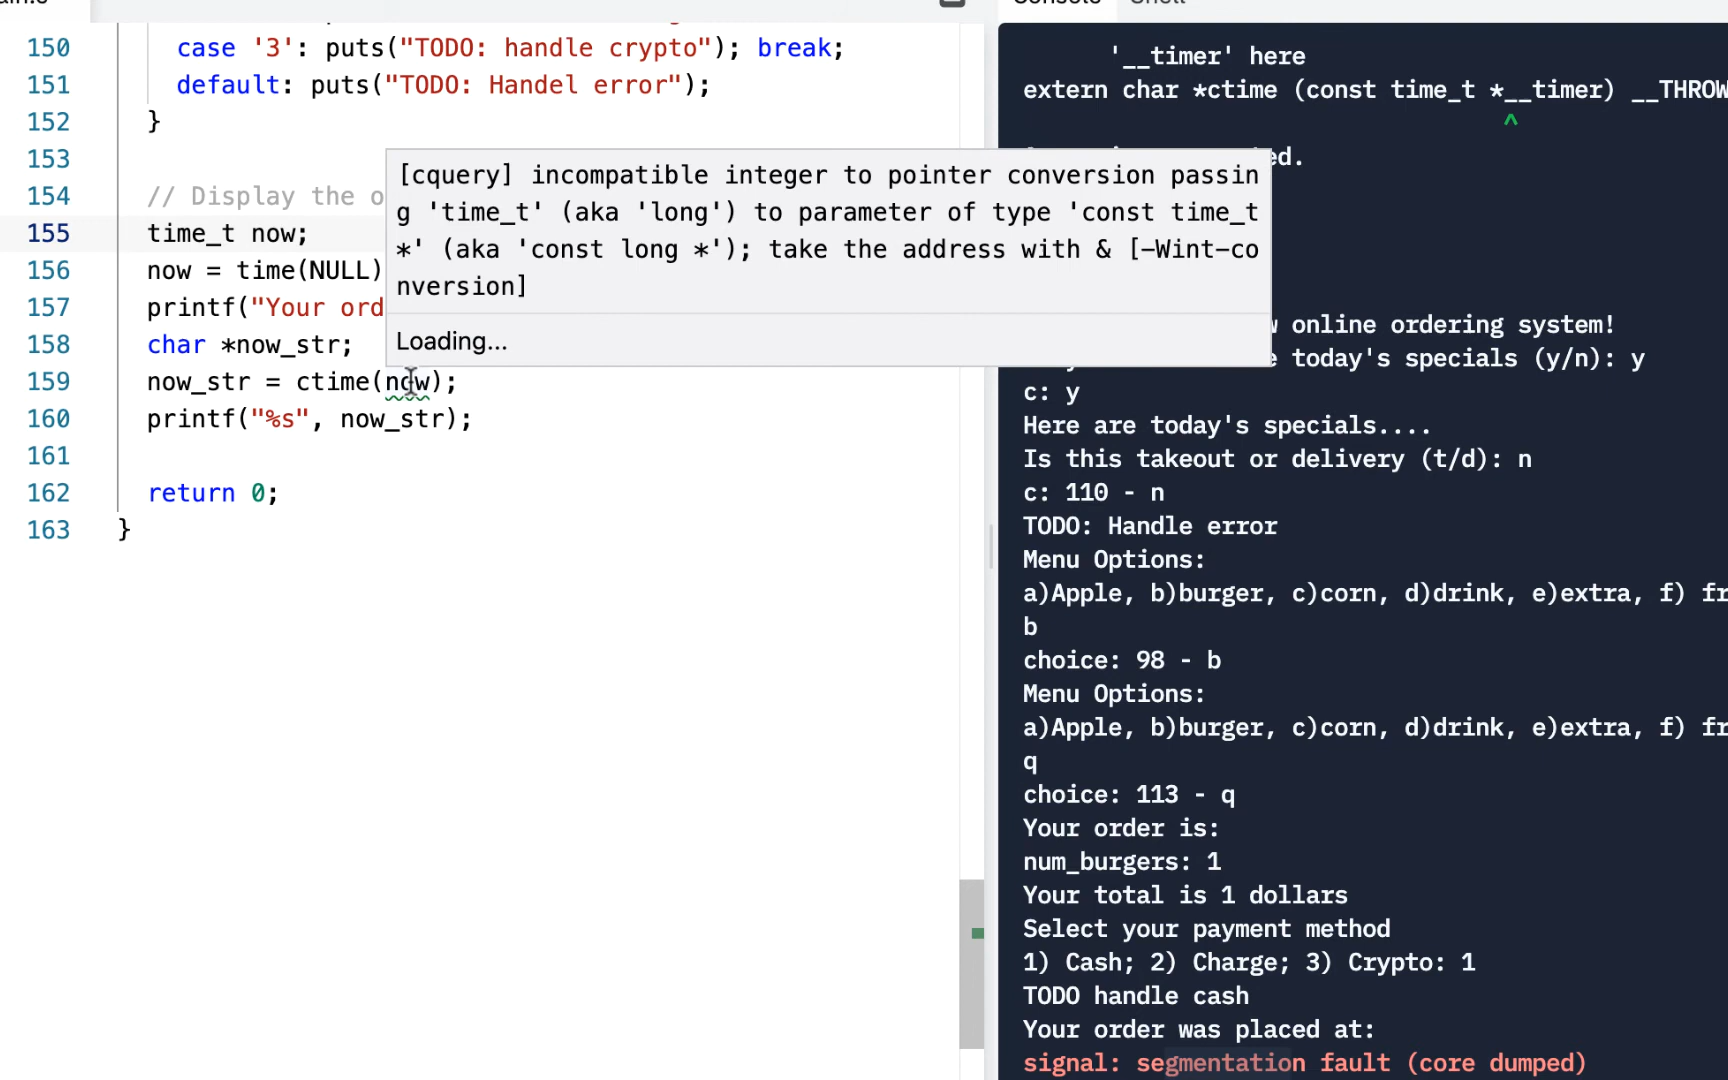 Console Shell
150 case '3': puts("TODO: handle crypto"); break;
151 default: puts("TODO: Handel error");
152 }
153
154 // Display the o
155 time_t now;
156 now = time(NULL)
157 printf("Your ord
158 char *now_str;
159 now_str = ctime(now);
160 printf("%s", now_str);
161
162 return 0;
163 }
[cquery] incompatible integer to pointer conversion passin
g 'time_t' (aka 'long') to parameter of type 'const time_t
*' (aka 'const long *'); take the address with & [-Wint-co
nversion]
Loading...
'__timer' here
extern char *ctime (const time_t *__timer) __THROW
^
ed.
online ordering system!
today's specials (y/n): y
c: y
Here are today's specials....
Is this takeout or delivery (t/d): n
c: 110 - n
TODO: Handle error
Menu Options:
a)Apple, b)burger, c)corn, d)drink, e)extra, f) fr
b
choice: 98 - b
Menu Options:
a)Apple, b)burger, c)corn, d)drink, e)extra, f) fr
q
choice: 113 - q
Your order is:
num_burgers: 1
Your total is 1 dollars
Select your payment method
1) Cash; 2) Charge; 3) Crypto: 1
TODO handle cash
Your order was placed at:
signal: segmentation fault (core dumped)